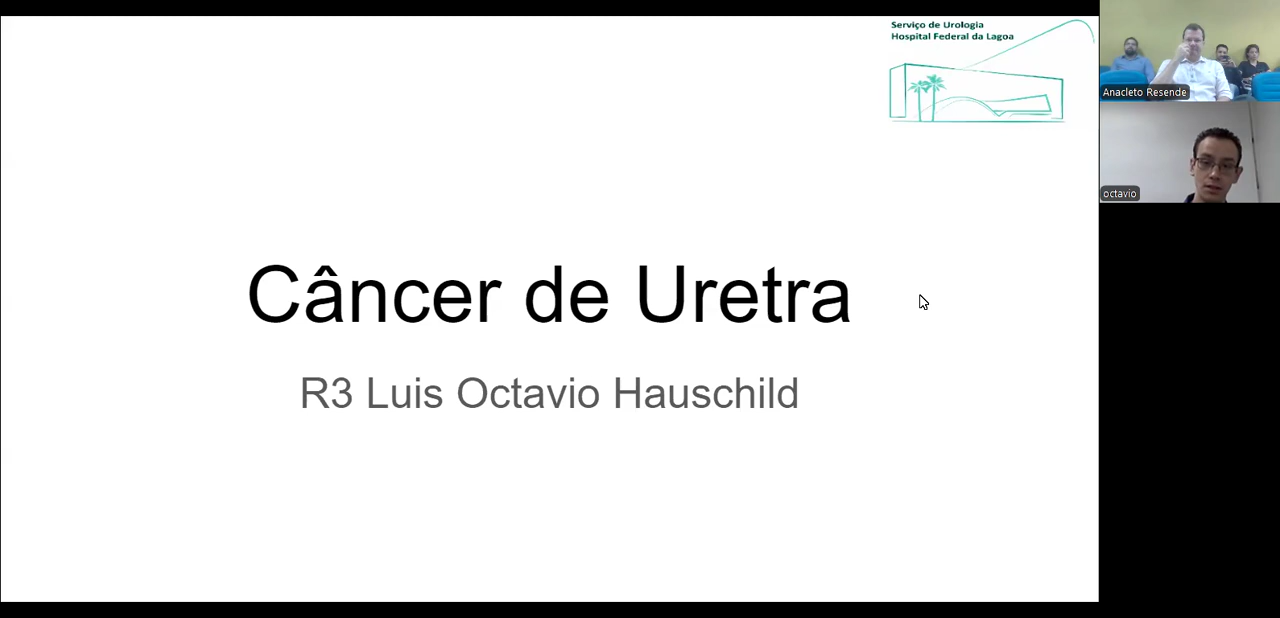 Serviço de Urologia
Hospital Federal da Lagoa
Câncer de Uretra
R3 Luis Octavio Hauschild
Anacleto Resende
octavio